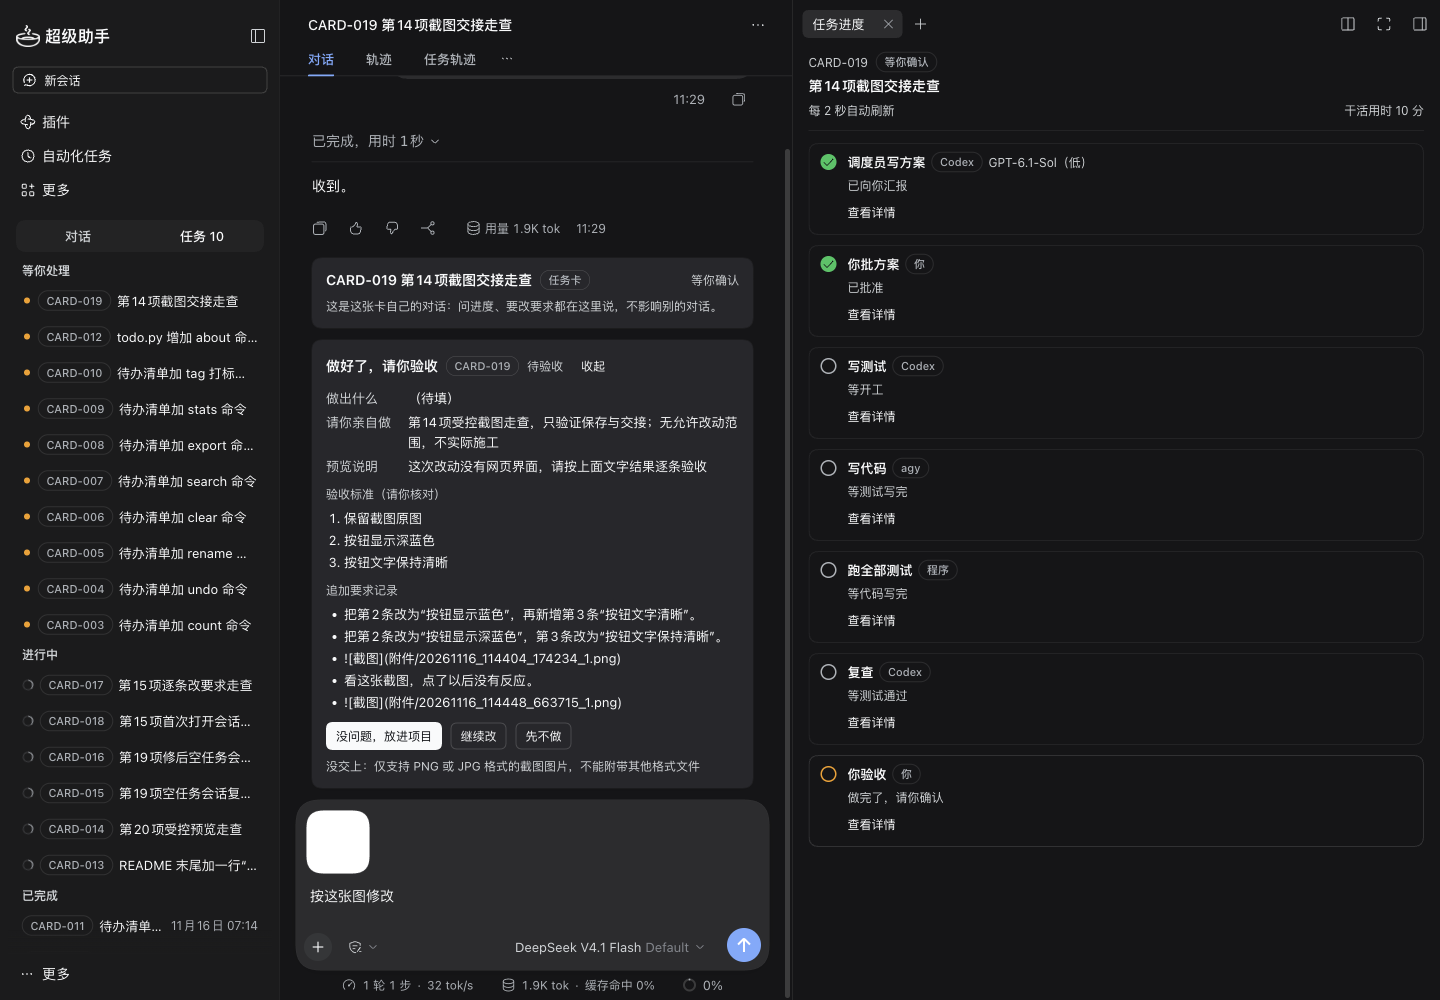 超级助手
新会话
插件
自动化任务
更多
对话
任务 10
等你处理
CARD-019 第14项截图交接走查
CARD-012 todo.py 增加 about 命...
CARD-010 待办清单加 tag 打标...
CARD-009 待办清单加 stats 命令
CARD-008 待办清单加 export 命...
CARD-007 待办清单加 search 命令
CARD-006 待办清单加 clear 命令
CARD-005 待办清单加 rename ...
CARD-004 待办清单加 undo 命令
CARD-003 待办清单加 count 命令
进行中
CARD-017 第15项逐条改要求走查
CARD-018 第15项首次打开会话...
CARD-016 第19项修后空任务会...
CARD-015 第19项空任务会话复...
CARD-014 第20项受控预览走查
CARD-013 README 末尾加一行“...
已完成
CARD-011 待办清单... 11月16日 07:14
更多
CARD-019 第14项截图交接走查
对话 轨迹 任务轨迹
11:29
已完成，用时 1秒
收到。
用量 1.9K tok 11:29
CARD-019 第14项截图交接走查 任务卡 等你确认
这是这张卡自己的对话：问进度、要改要求都在这里说，不影响别的对话。
做好了，请你验收 CARD-019 待验收 收起
做出什么 （待填）
请你亲自做 第14项受控截图走查，只验证保存与交接；无允许改动范
围，不实际施工
预览说明 这次改动没有网页界面，请按上面文字结果逐条验收
验收标准（请你核对）
1. 保留截图原图
2. 按钮显示深蓝色
3. 按钮文字保持清晰
追加要求记录
• 把第2条改为“按钮显示蓝色”，再新增第3条“按钮文字清晰”。
• 把第2条改为“按钮显示深蓝色”，第3条改为“按钮文字保持清晰”。
• ![截图](附件/20261116_114404_174234_1.png)
• 看这张截图，点了以后没有反应。
• ![截图](附件/20261116_114448_663715_1.png)
没问题，放进项目 继续改 先不做
没交上：仅支持 PNG 或 JPG 格式的截图图片，不能附带其他格式文件
按这张图修改
DeepSeek V4.1 Flash Default
1 轮 1 步 · 32 tok/s 1.9K tok · 缓存命中 0% 0%
任务进度
CARD-019 等你确认
第14项截图交接走查
每 2 秒自动刷新 干活用时 10 分
调度员写方案 Codex GPT-6.1-Sol（低）
已向你汇报
查看详情
你批方案 你
已批准
查看详情
写测试 Codex
等开工
查看详情
写代码 agy
等测试写完
查看详情
跑全部测试 程序
等代码写完
查看详情
复查 Codex
等测试通过
查看详情
你验收 你
做完了，请你确认
查看详情